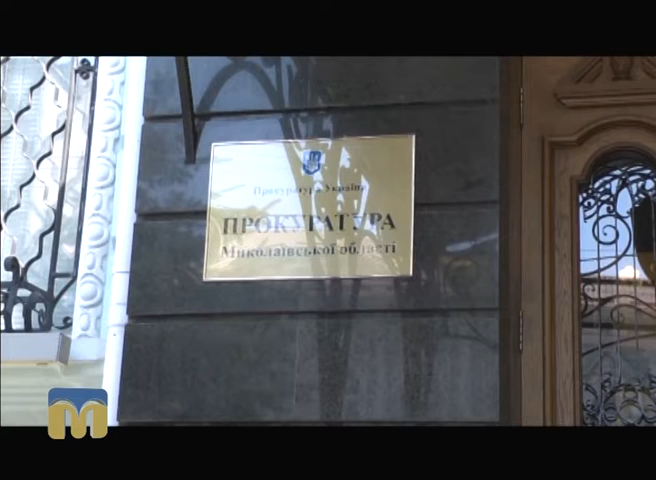 Прокуратура України
ПРОКУРАТУРА
Миколаївської області